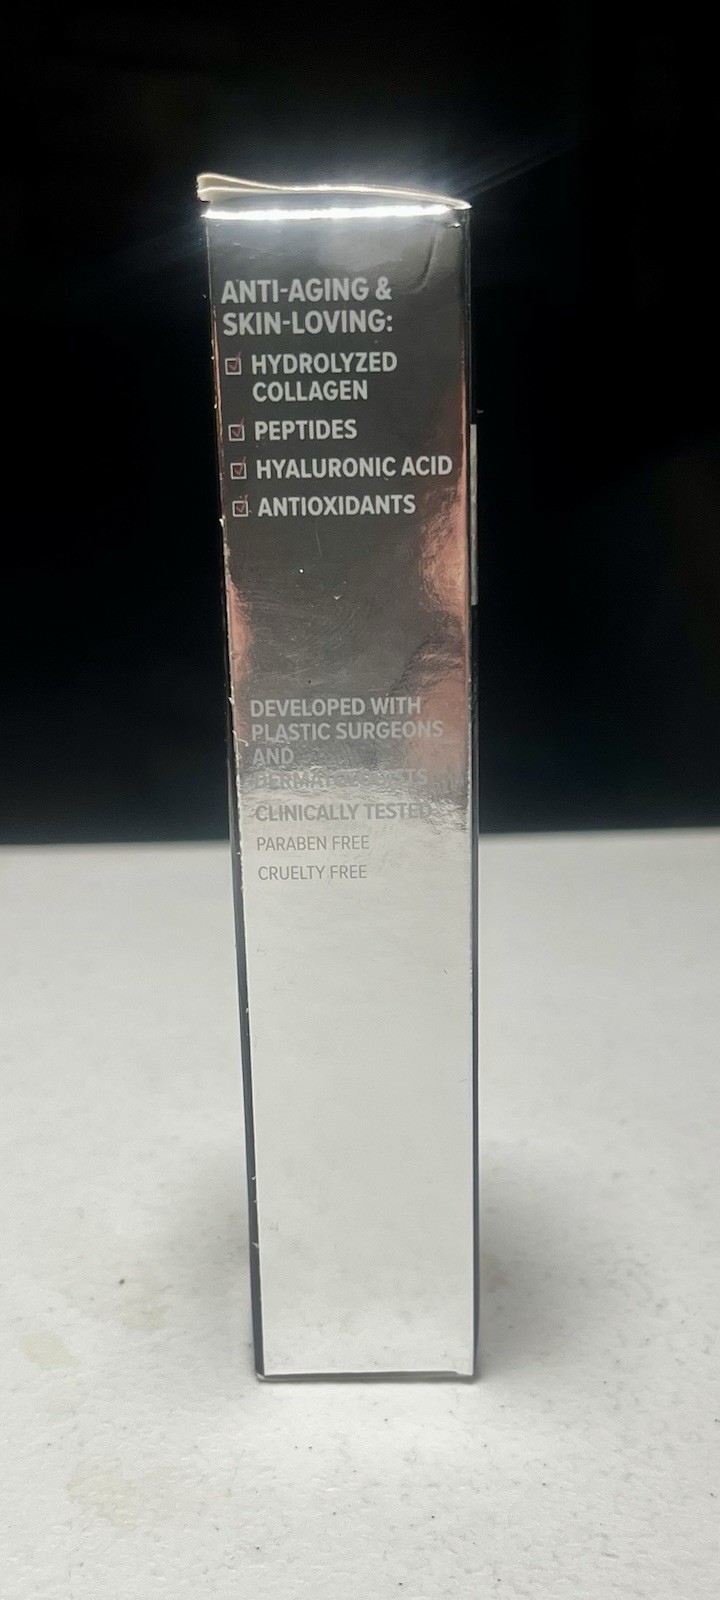 ANTI-AGING &
SKIN-LOVING:
HYDROLYZED
COLLAGEN
PEPTIDES
HYALURONIC ACID
ANTIOXIDANTS
DEVELOPED WITH
PLASTIC SURGEONS
AND
DERMATOLOGISTS
CLINICALLY TESTED
PARABEN FREE
CRUELTY FREE